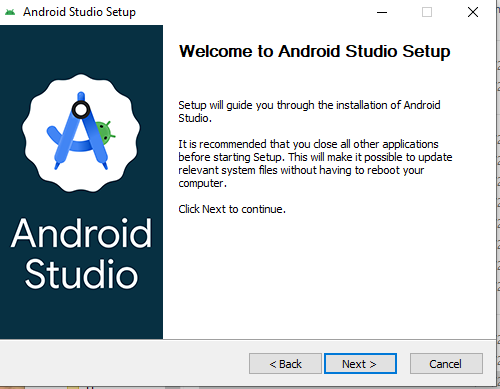 Android Studio Setup
Welcome to Android Studio Setup
Setup will guide you through the installation of Android
Studio.
It is recommended that you close all other applications
before starting Setup. This will make it possible to update
relevant system files without having to reboot your
computer.
Click Next to continue.
Android
Studio
< Back
Next >
Cancel